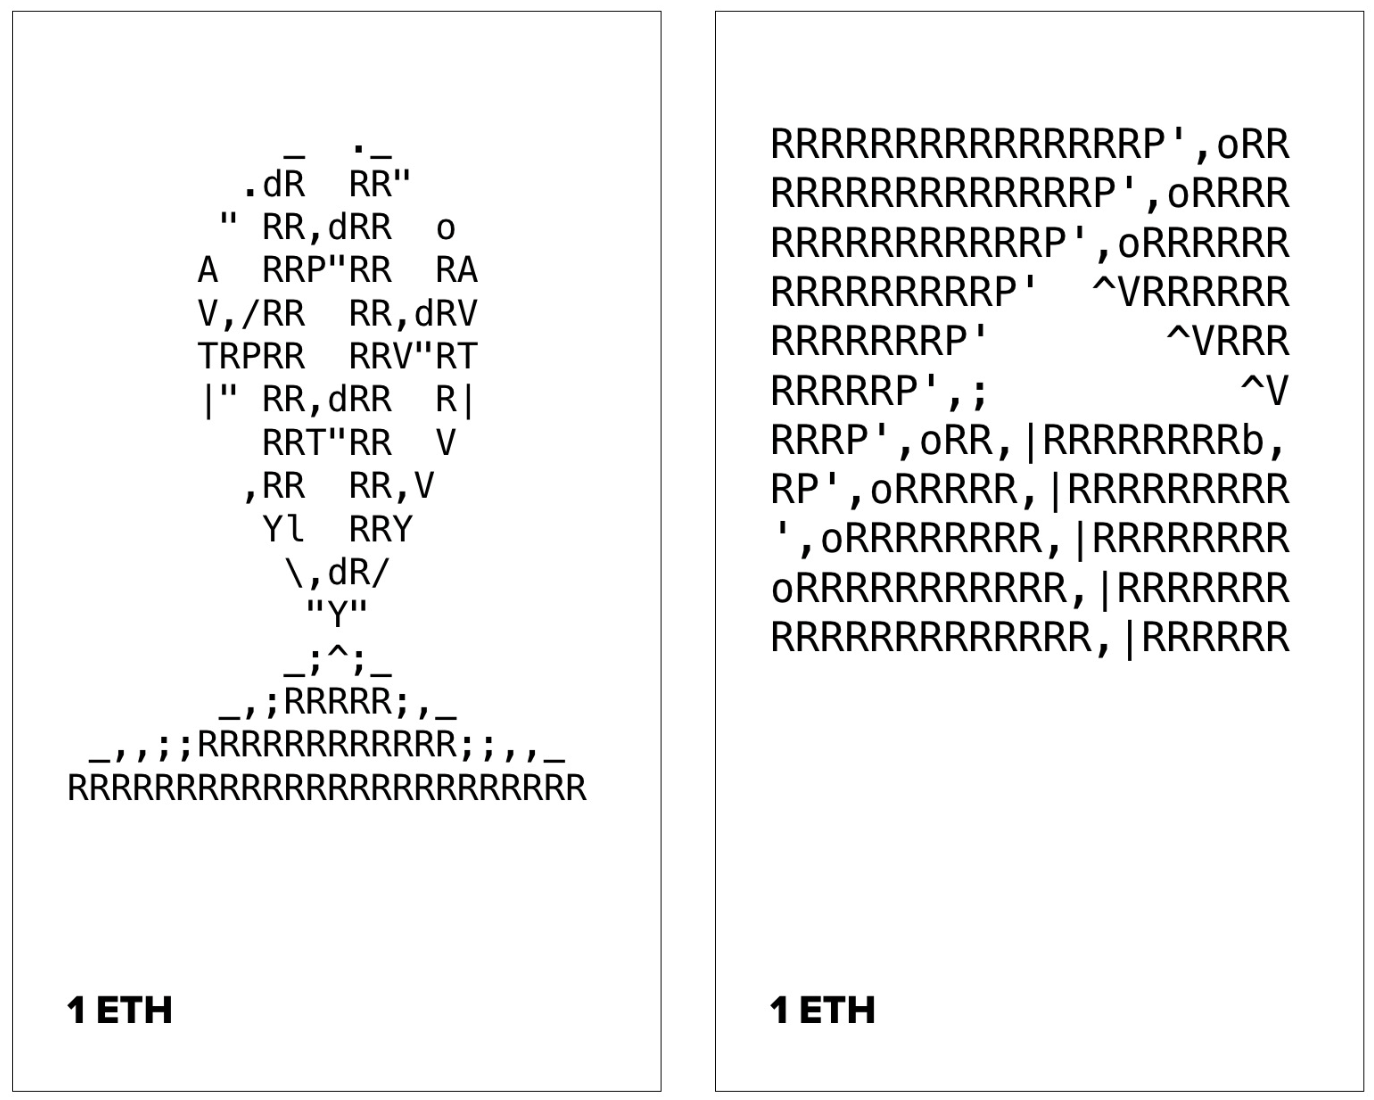 _  ._
.dR  RR"
" RR,dRR  o
A  RRP"RR  RA
V,/RR  RR,dRV
TRPRR  RRV"RT
|" RR,dRR  R|
RRT"RR  V
,RR  RR,V
Yl  RRY
\,dR/
"Y"
_;^;_
_,;RRRRR;,_
_,,;;RRRRRRRRRRRR;;,,_
RRRRRRRRRRRRRRRRRRRRRRRR
1 ETH
RRRRRRRRRRRRRRRP',oRR
RRRRRRRRRRRRRP',oRRRR
RRRRRRRRRRRP',oRRRRRR
RRRRRRRRRP'  ^VRRRRRR
RRRRRRRP'       ^VRRR
RRRRRP',;          ^V
RRRP',oRR,|RRRRRRRRb,
RP',oRRRRR,|RRRRRRRRR
',oRRRRRRRR,|RRRRRRRR
oRRRRRRRRRRR,|RRRRRRR
RRRRRRRRRRRRR,|RRRRRR
1 ETH